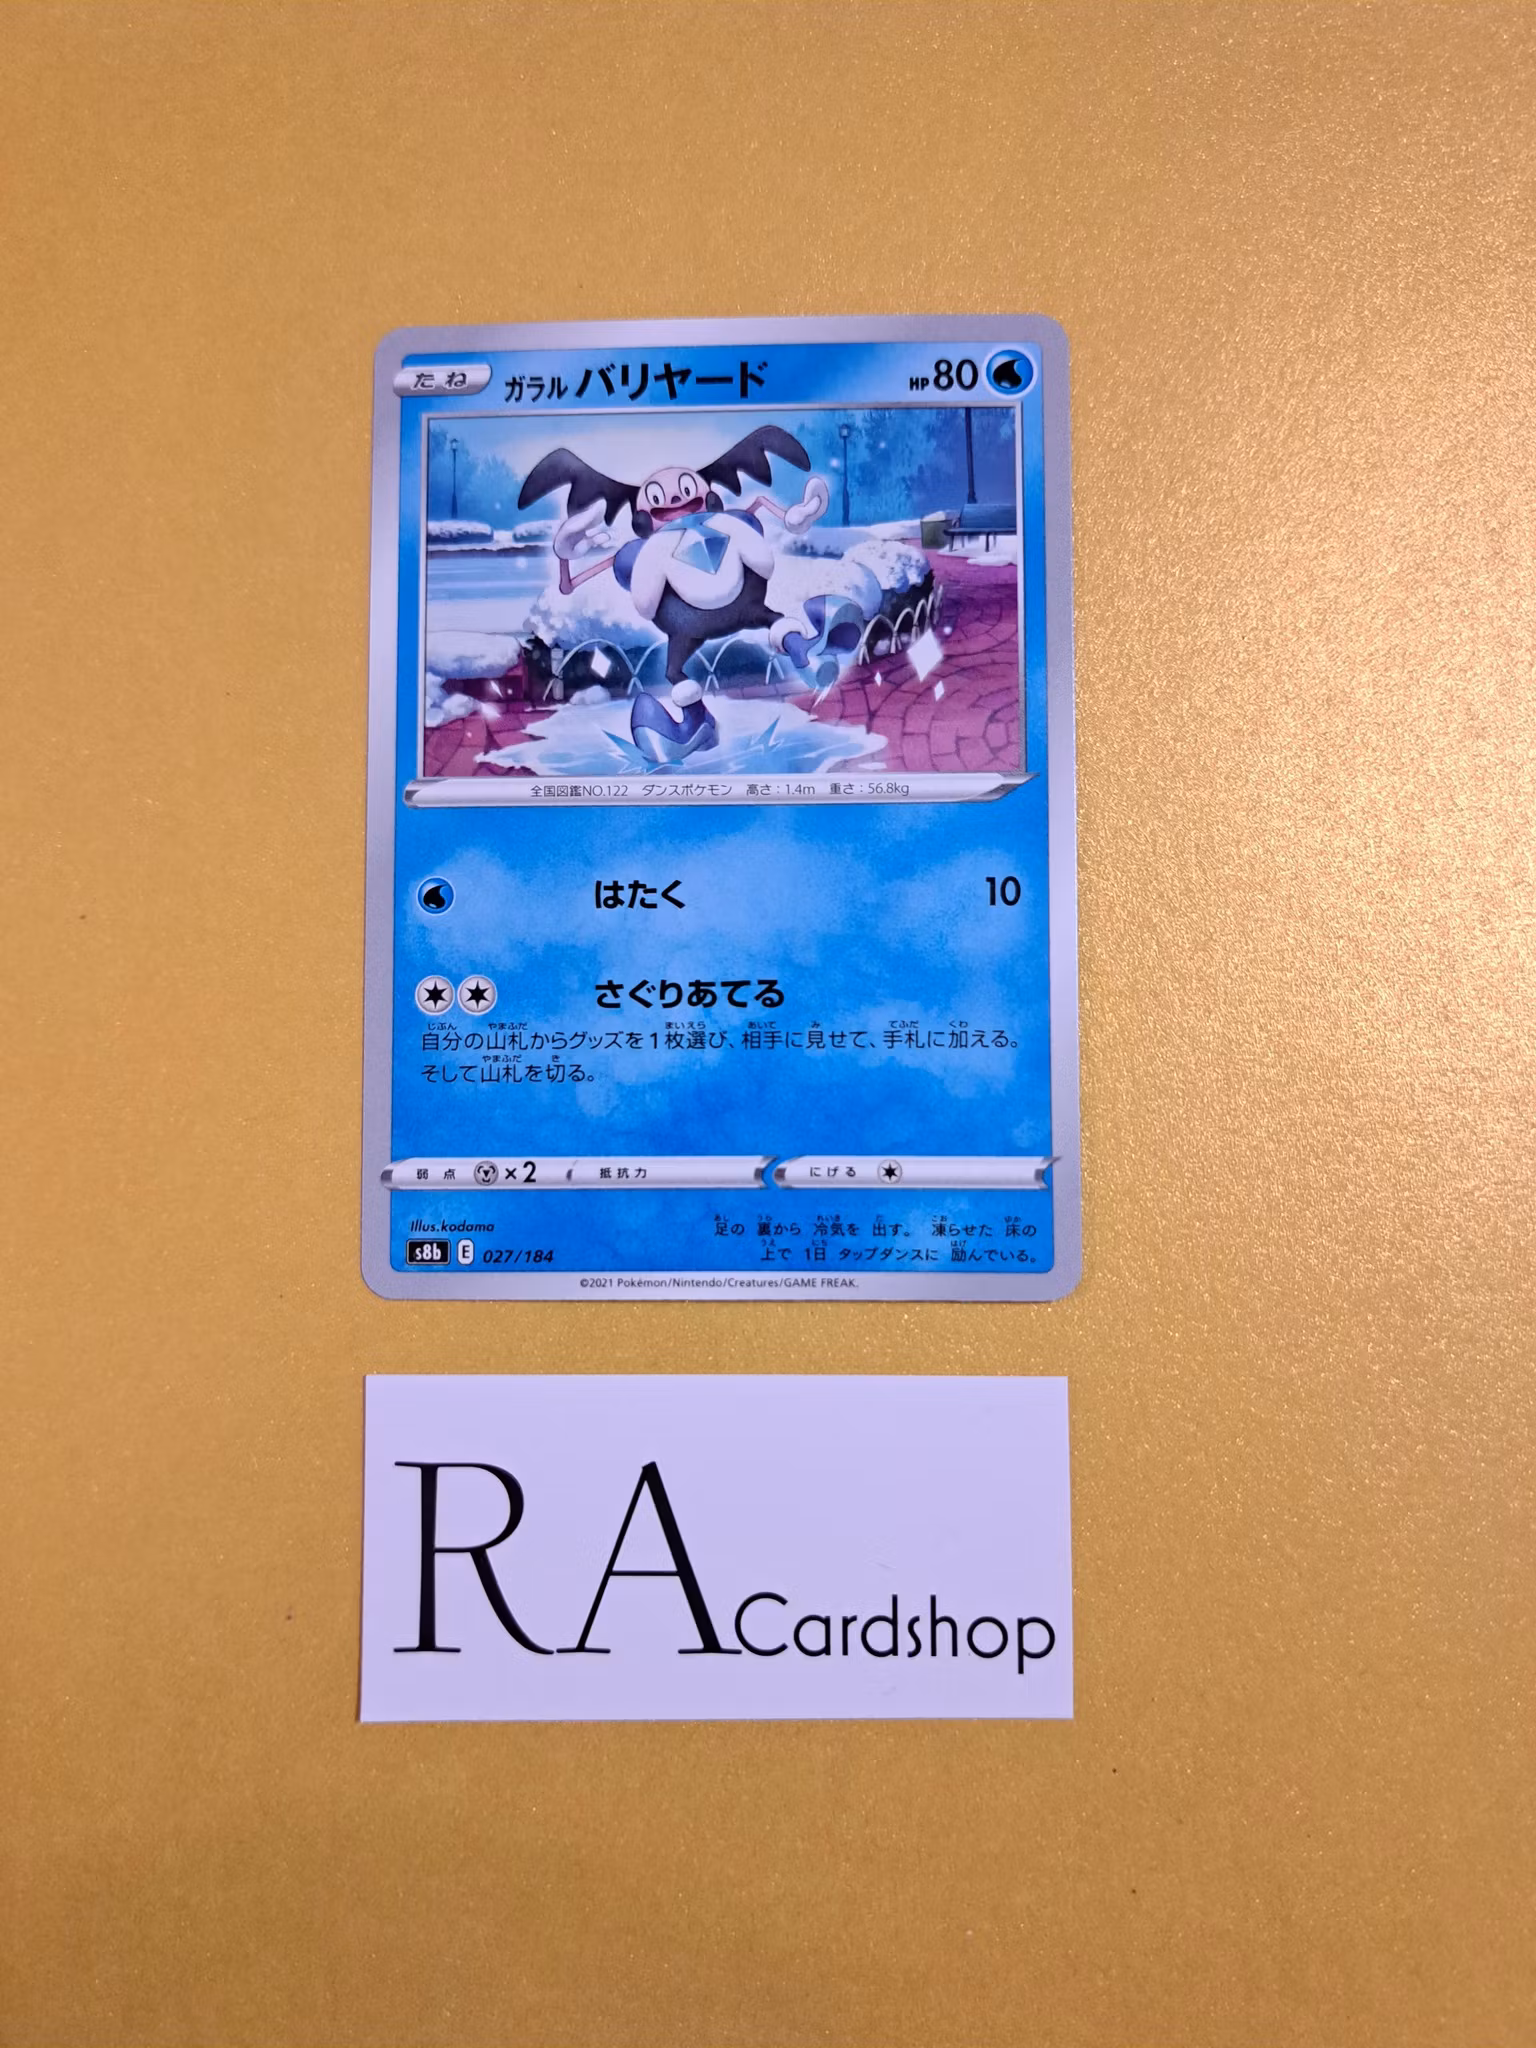 たね ガラル バリヤード HP 80
全国図鑑NO.122 ダンスポケモン 高さ：1.4m 重さ：56.8kg
はたく 10
さぐりあてる
自分の山札からグッズを1枚選び、相手に見せて、手札に加える。
そして山札を切る。
弱点 ×2 抵抗力 にげる
Illus.kodama
s8b E 027/184
足の 裏から 冷気を 出す。 凍らせた 床の
上で 1日 タップダンスに 励んでいる。
©2021 Pokémon/Nintendo/Creatures/GAME FREAK.
RA Cardshop